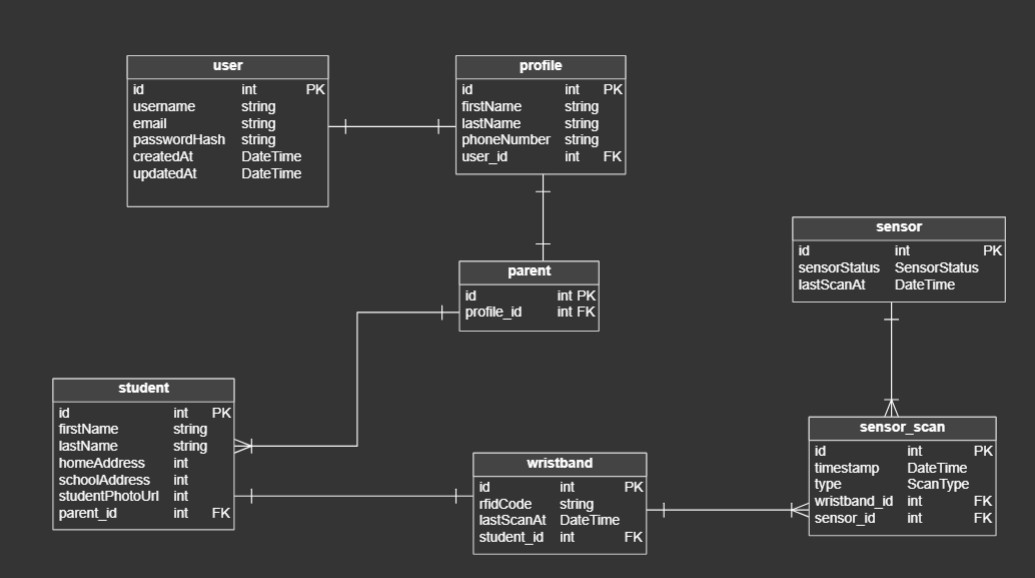 user
id int PK
username string
email string
passwordHash string
createdAt DateTime
updatedAt DateTime
profile
id int PK
firstName string
lastName string
phoneNumber string
user_id int FK
parent
id int PK
profile_id int FK
sensor
id int PK
sensorStatus SensorStatus
lastScanAt DateTime
student
id int PK
firstName string
lastName string
homeAddress int
schoolAddress int
studentPhotoUrl int
parent_id int FK
wristband
id int PK
rfidCode string
lastScanAt DateTime
student_id int FK
sensor_scan
id int PK
timestamp DateTime
type ScanType
wristband_id int FK
sensor_id int FK